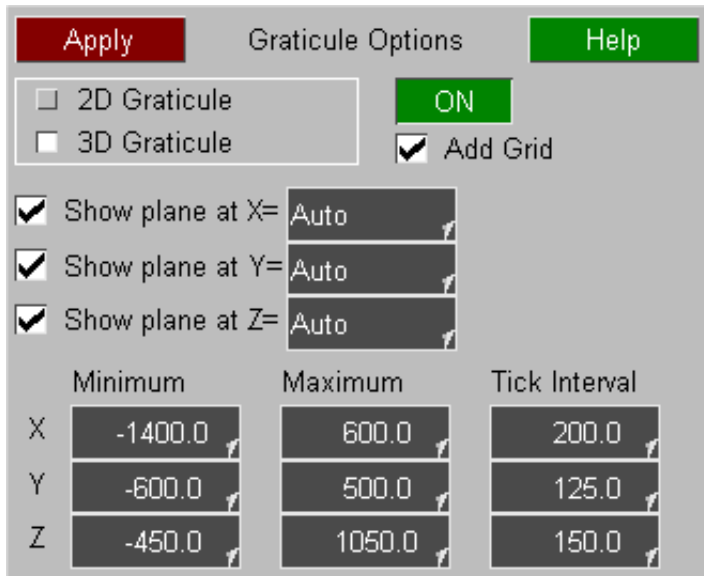 Apply Graticule Options Help
2D Graticule ON
3D Graticule Add Grid
Show plane at X= Auto
Show plane at Y= Auto
Show plane at Z= Auto
Minimum Maximum Tick Interval
X -1400.0 600.0 200.0
Y -600.0 500.0 125.0
Z -450.0 1050.0 150.0